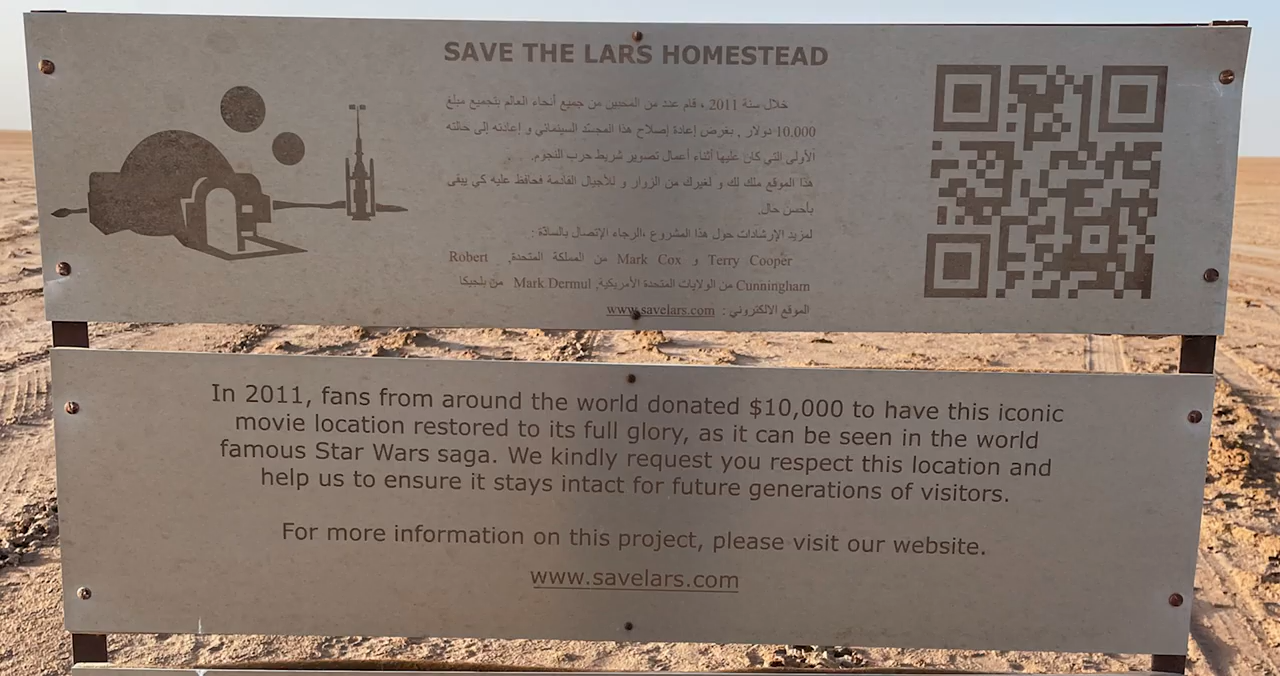 SAVE THE LARS HOMESTEAD
خلال سنة 2011 ، قام عدد من المحبين من جميع أنحاء العالم بتجميع مبلغ
10.000 دولار , بغرض إعادة إصلاح هذا المجسّد السينمائي و إعادته إلى حالته
الأولى التي كان عليها أثناء أعمال تصوير شريط حرب النجوم.
هذا الموقع ملك لك و لغيرك من الزوار و للأجيال القادمة فحافظ عليه كي يبقى
بأحسن حال.
لمزيد الإرشادات حول هذا المشروع ،الرجاء الإتصال بالسادّة :
Terry Cooper و Mark Cox من المملكة المتحدة, Robert
Cunningham من الولايات المتحدة الأمريكية, Mark Dermul من بلجيكا
الموقع الالكتروني : www.savelars.com
In 2011, fans from around the world donated $10,000 to have this iconic
movie location restored to its full glory, as it can be seen in the world
famous Star Wars saga. We kindly request you respect this location and
help us to ensure it stays intact for future generations of visitors.
For more information on this project, please visit our website.
www.savelars.com